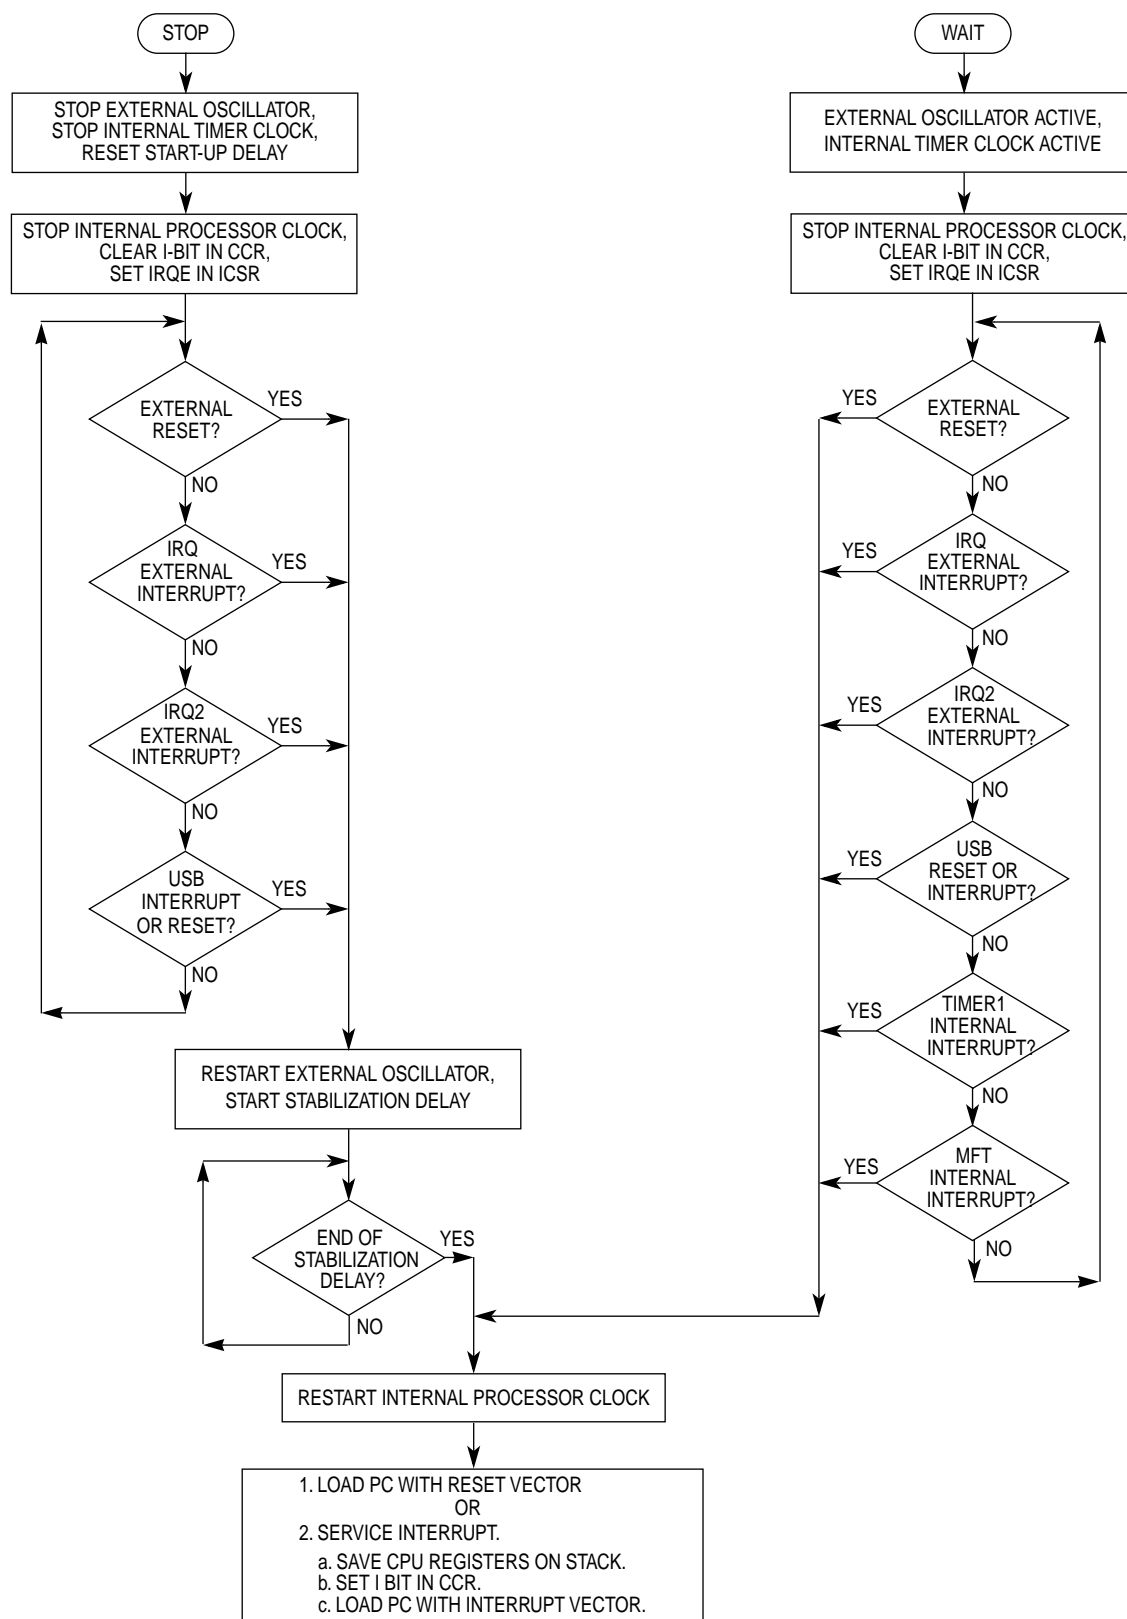 STOP
STOP EXTERNAL OSCILLATOR,
STOP INTERNAL TIMER CLOCK,
RESET START-UP DELAY
STOP INTERNAL PROCESSOR CLOCK,
CLEAR I-BIT IN CCR,
SET IRQE IN ICSR
EXTERNAL
RESET?
YES
NO
IRQ
EXTERNAL
INTERRUPT?
YES
NO
IRQ2
EXTERNAL
INTERRUPT?
YES
NO
USB
INTERRUPT
OR RESET?
YES
NO
RESTART EXTERNAL OSCILLATOR,
START STABILIZATION DELAY
END OF
STABILIZATION
DELAY?
YES
NO
WAIT
EXTERNAL OSCILLATOR ACTIVE,
INTERNAL TIMER CLOCK ACTIVE
STOP INTERNAL PROCESSOR CLOCK,
CLEAR I-BIT IN CCR,
SET IRQE IN ICSR
YES
EXTERNAL
RESET?
NO
YES
IRQ
EXTERNAL
INTERRUPT?
NO
YES
IRQ2
EXTERNAL
INTERRUPT?
NO
YES
USB
RESET OR
INTERRUPT?
NO
YES
TIMER1
INTERNAL
INTERRUPT?
NO
YES
MFT
INTERNAL
INTERRUPT?
NO
RESTART INTERNAL PROCESSOR CLOCK
1. LOAD PC WITH RESET VECTOR
OR
2. SERVICE INTERRUPT.
a. SAVE CPU REGISTERS ON STACK.
b. SET I BIT IN CCR.
c. LOAD PC WITH INTERRUPT VECTOR.